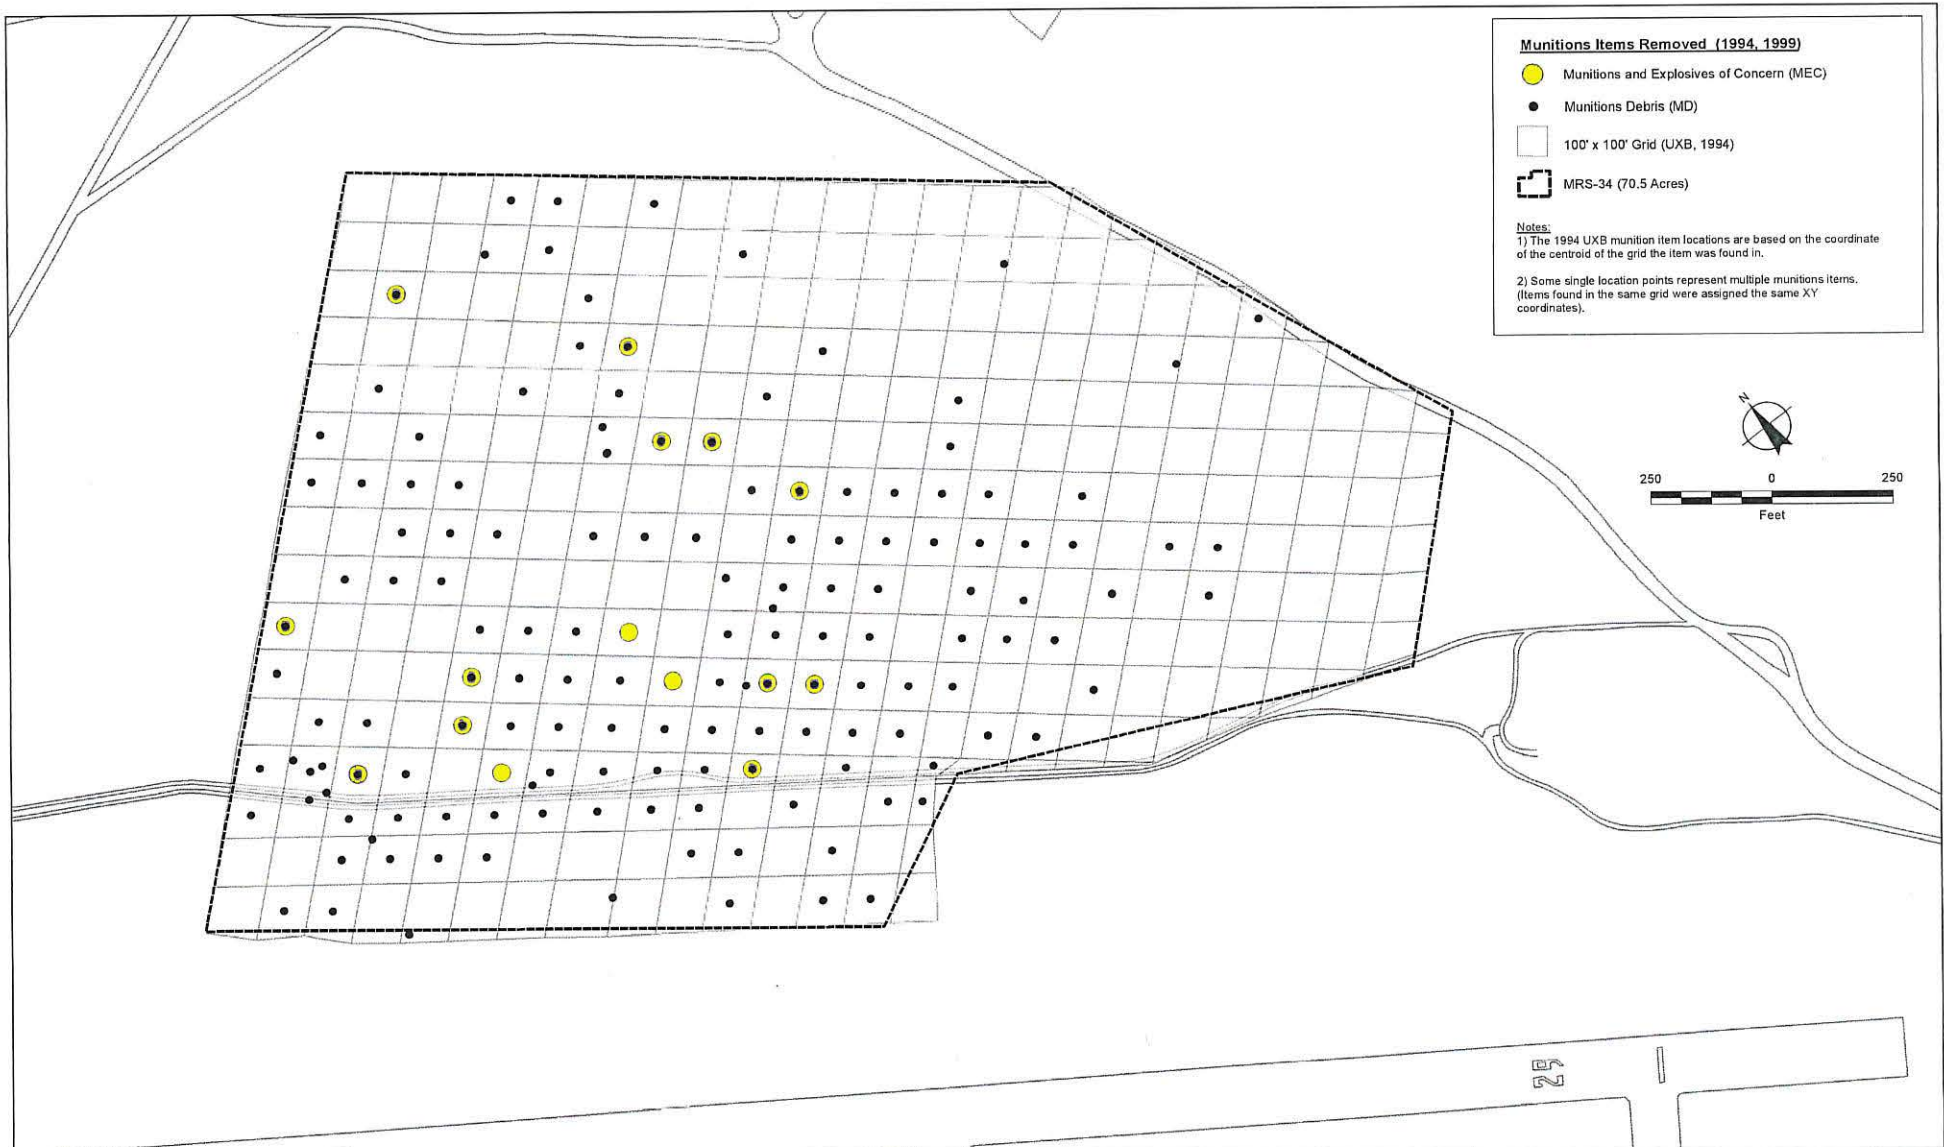 Munitions Items Removed (1994, 1999)
Munitions and Explosives of Concern (MEC)
Munitions Debris (MD)
100' x 100' Grid (UXB, 1994)
MRS-34 (70.5 Acres)
Notes:
1) The 1994 UXB munition item locations are based on the coordinate
of the centroid of the grid the item was found in.
2) Some single location points represent multiple munitions items.
(Items found in the same grid were assigned the same XY
coordinates).
N
250 0 250
Feet
29